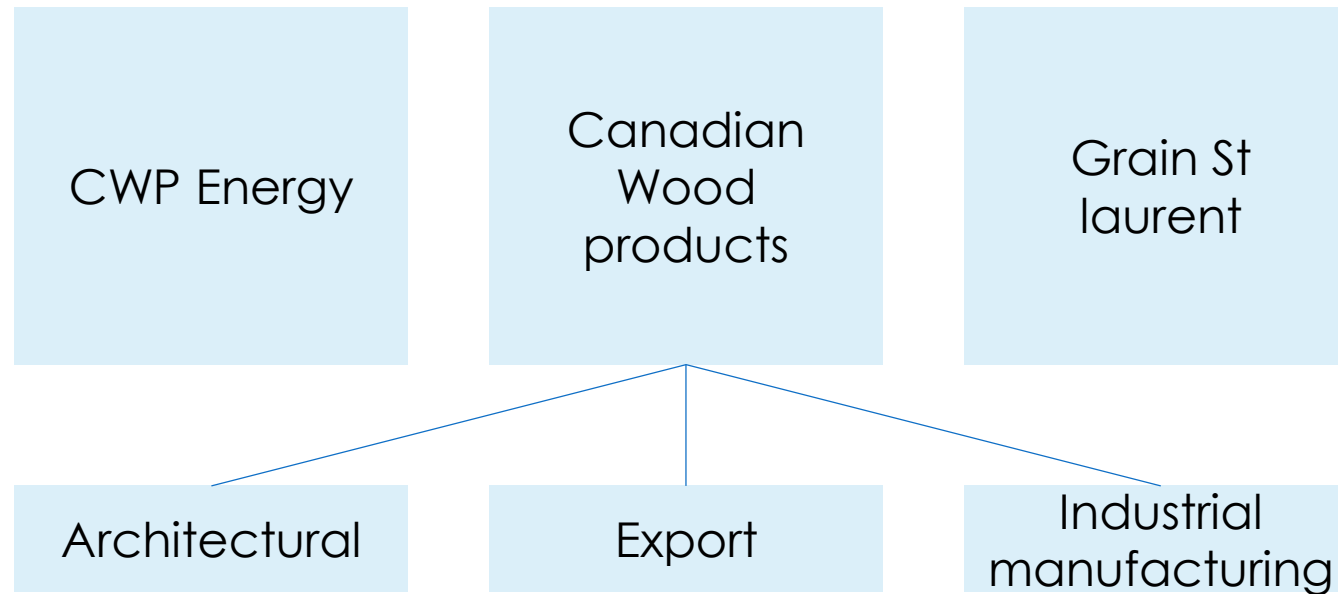 CWP Energy
Canadian
Wood
products
Grain St
laurent
Architectural
Export
Industrial
manufacturing